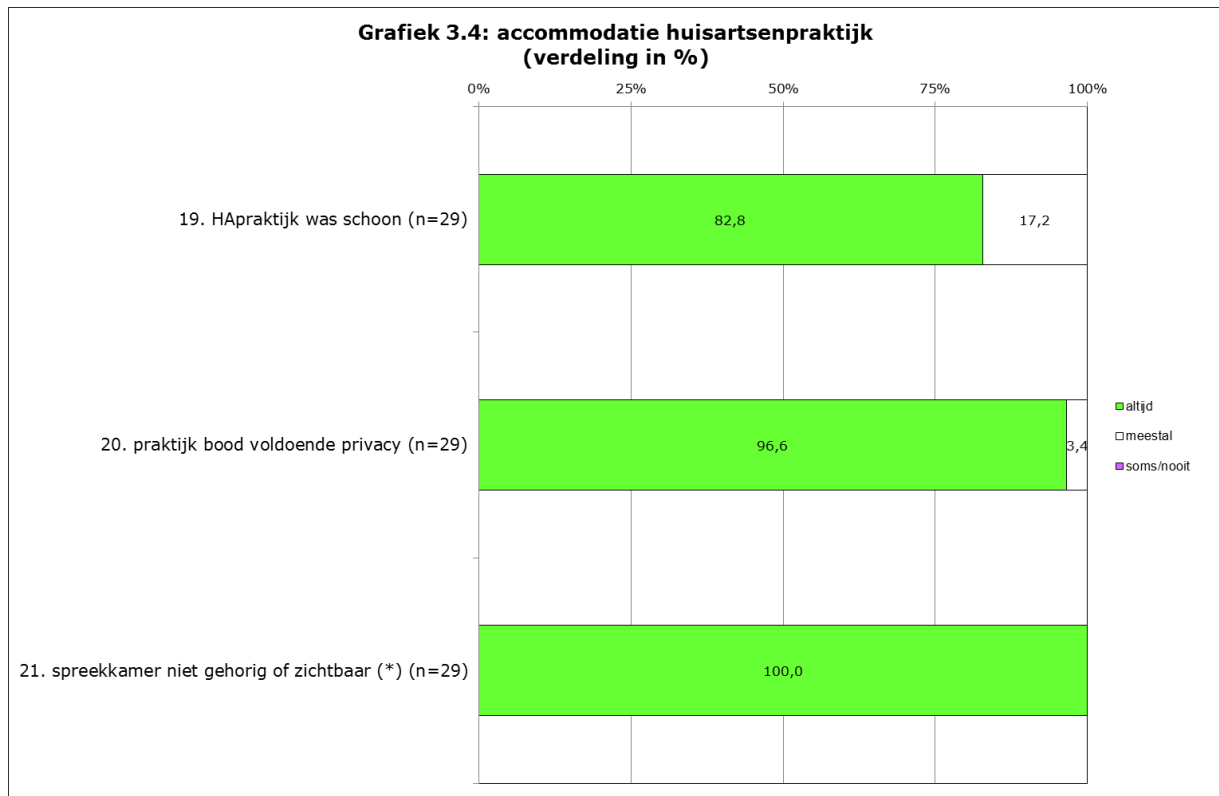 Grafiek 3.4: accommodatie huisartsenpraktijk
(verdeling in %)
0% 25% 50% 75% 100%
19. HApraktijk was schoon (n=29) 82,8 17,2
20. praktijk bood voldoende privacy (n=29) 96,6 3,4
21. spreekkamer niet gehorig of zichtbaar (*) (n=29) 100,0
altijd
meestal
soms/nooit